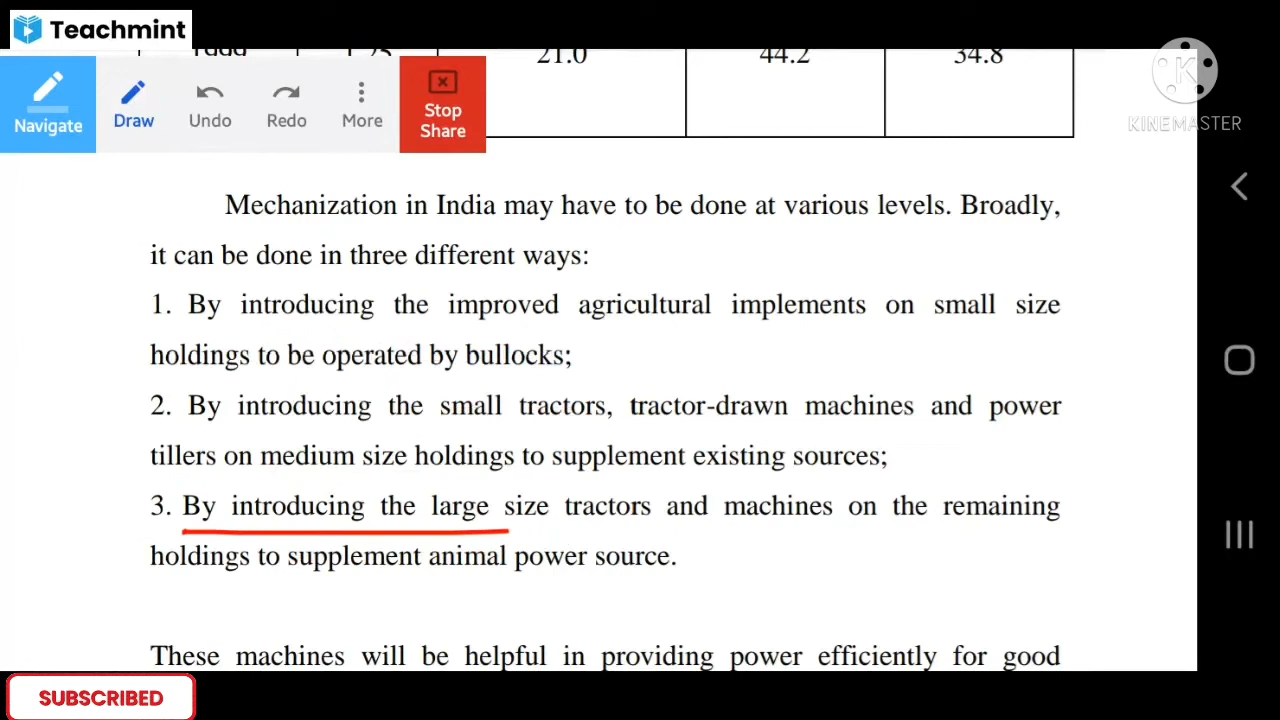 Teachmint
21.0 44.2 34.8
Navigate Draw Undo Redo More Stop Share
KINEMASTER
Mechanization in India may have to be done at various levels. Broadly,
it can be done in three different ways:
1. By introducing the improved agricultural implements on small size
holdings to be operated by bullocks;
2. By introducing the small tractors, tractor-drawn machines and power
tillers on medium size holdings to supplement existing sources;
3. By introducing the large size tractors and machines on the remaining
holdings to supplement animal power source.
These machines will be helpful in providing power efficiently for good
SUBSCRIBED